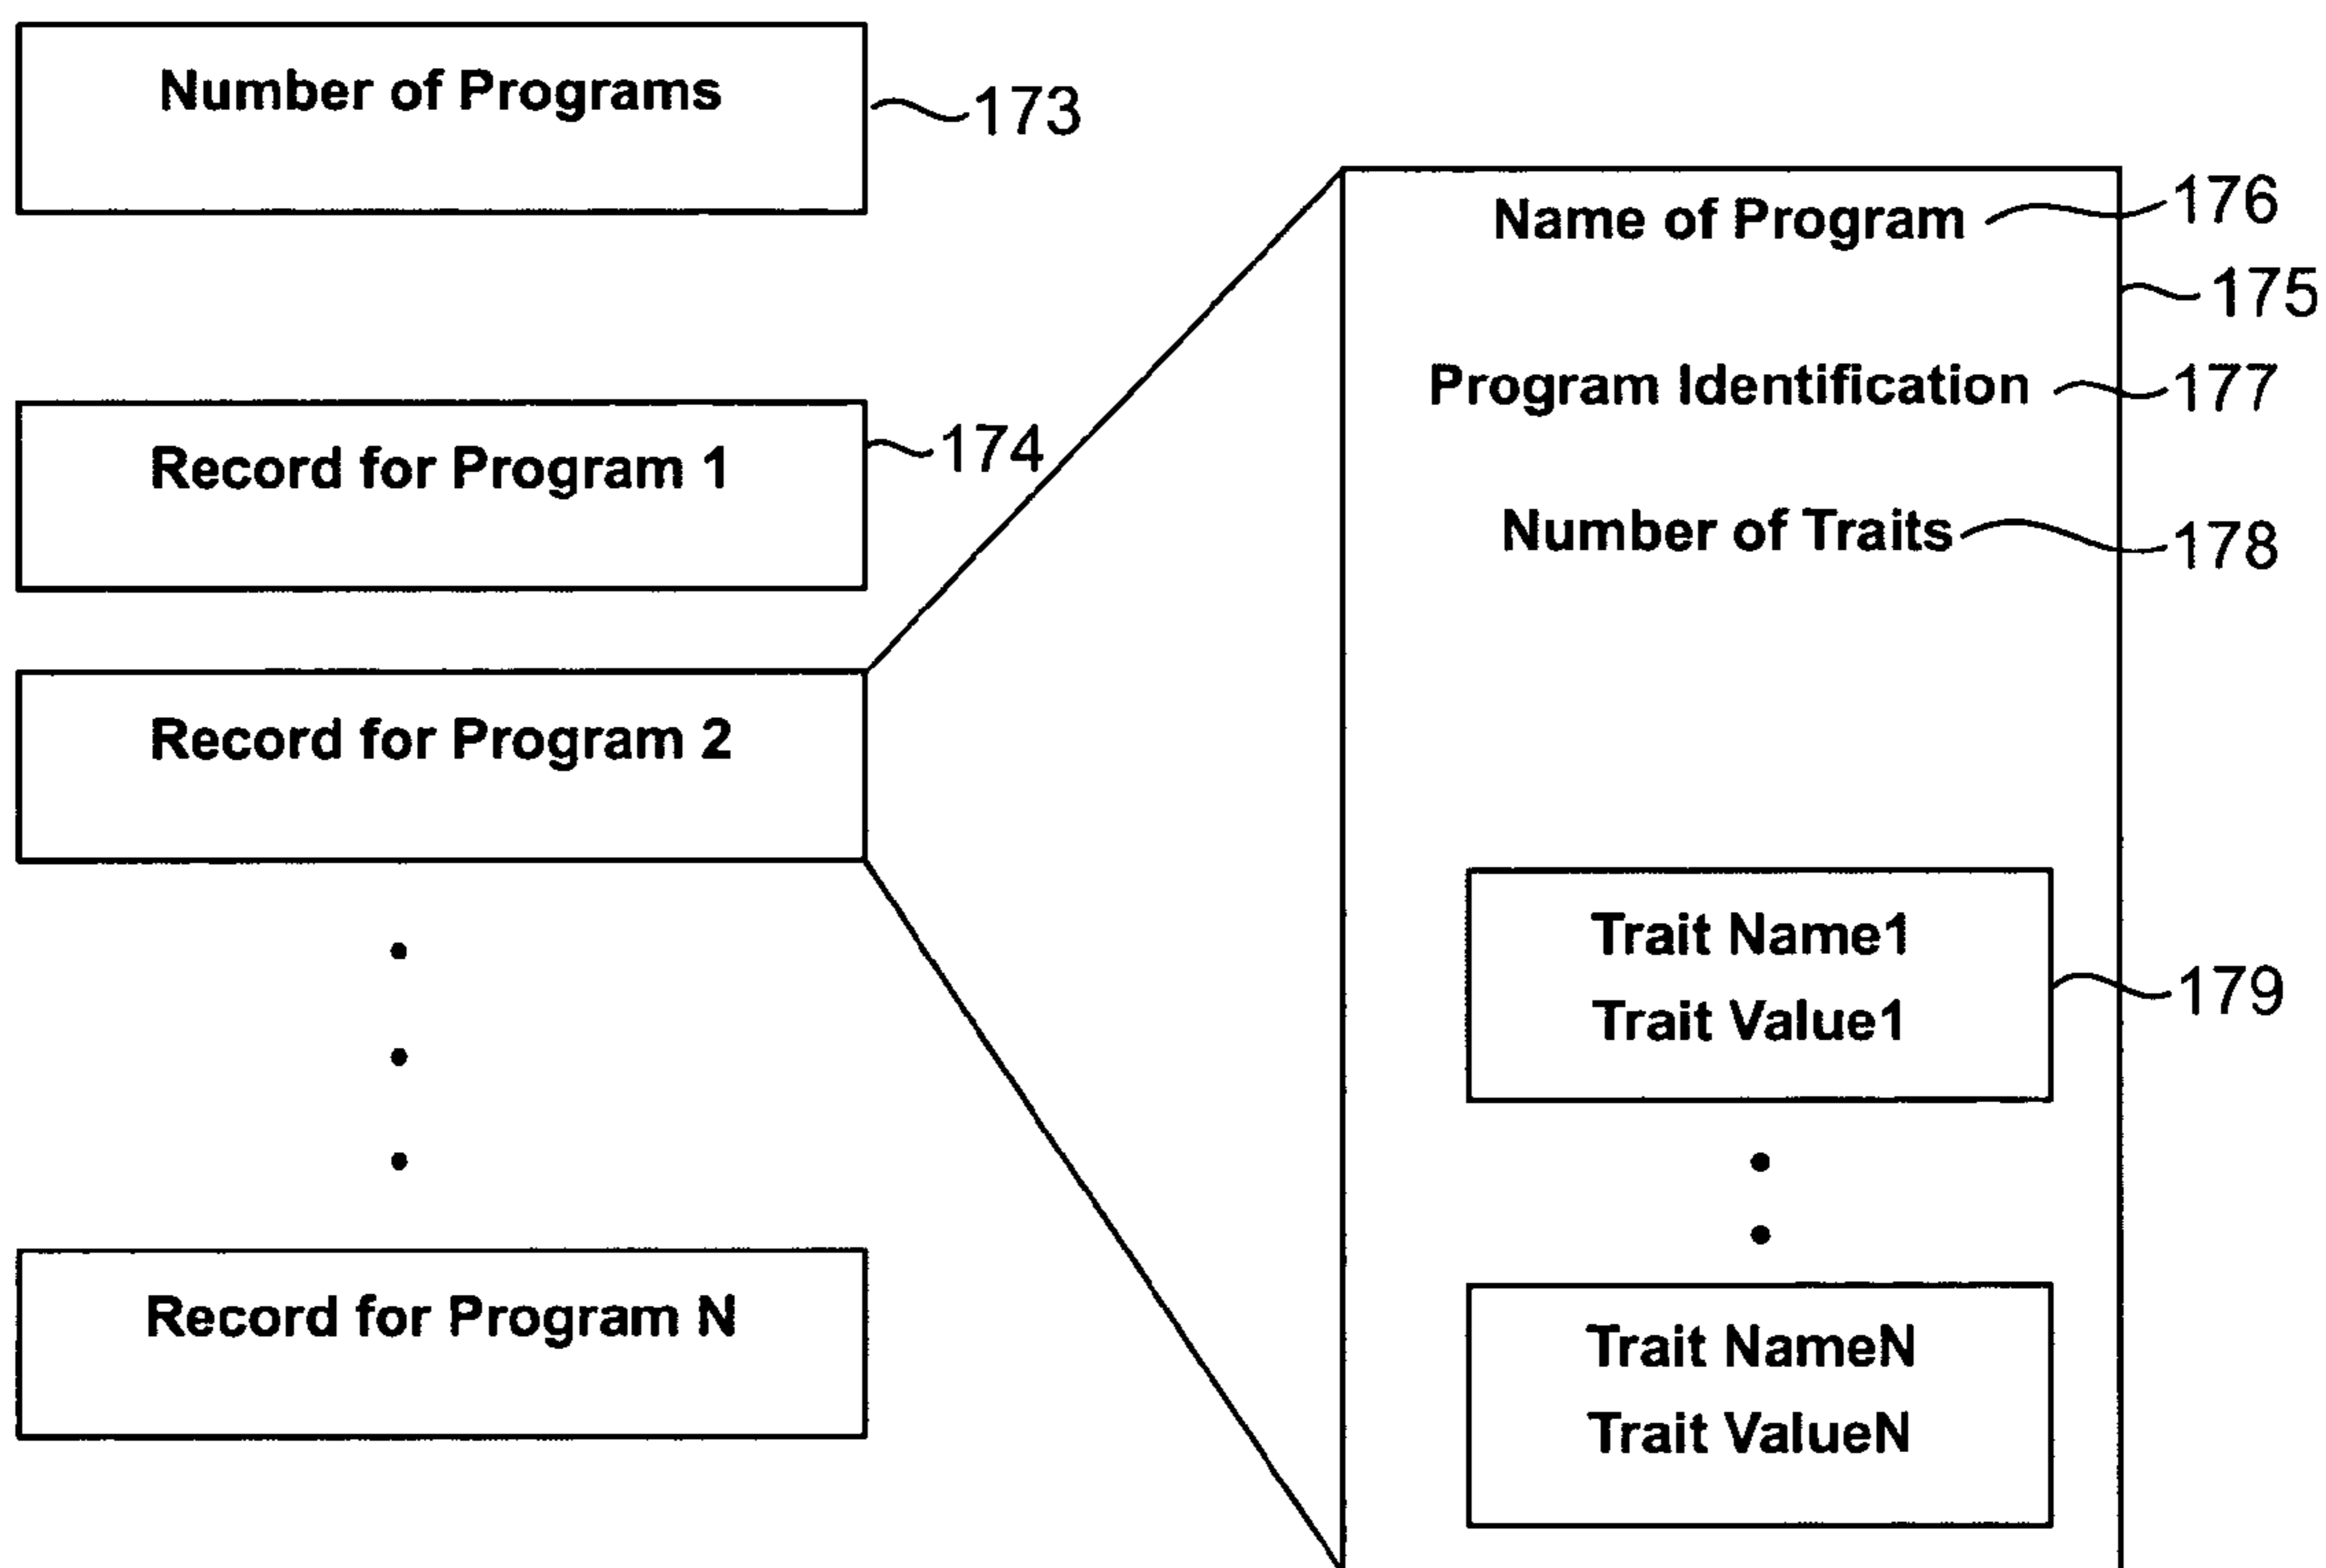 Number of Programs
173
Record for Program 1
174
Record for Program 2
Record for Program N
Name of Program
176
175
Program Identification
177
Number of Traits
178
Trait Name1
Trait Value1
179
Trait NameN
Trait ValueN